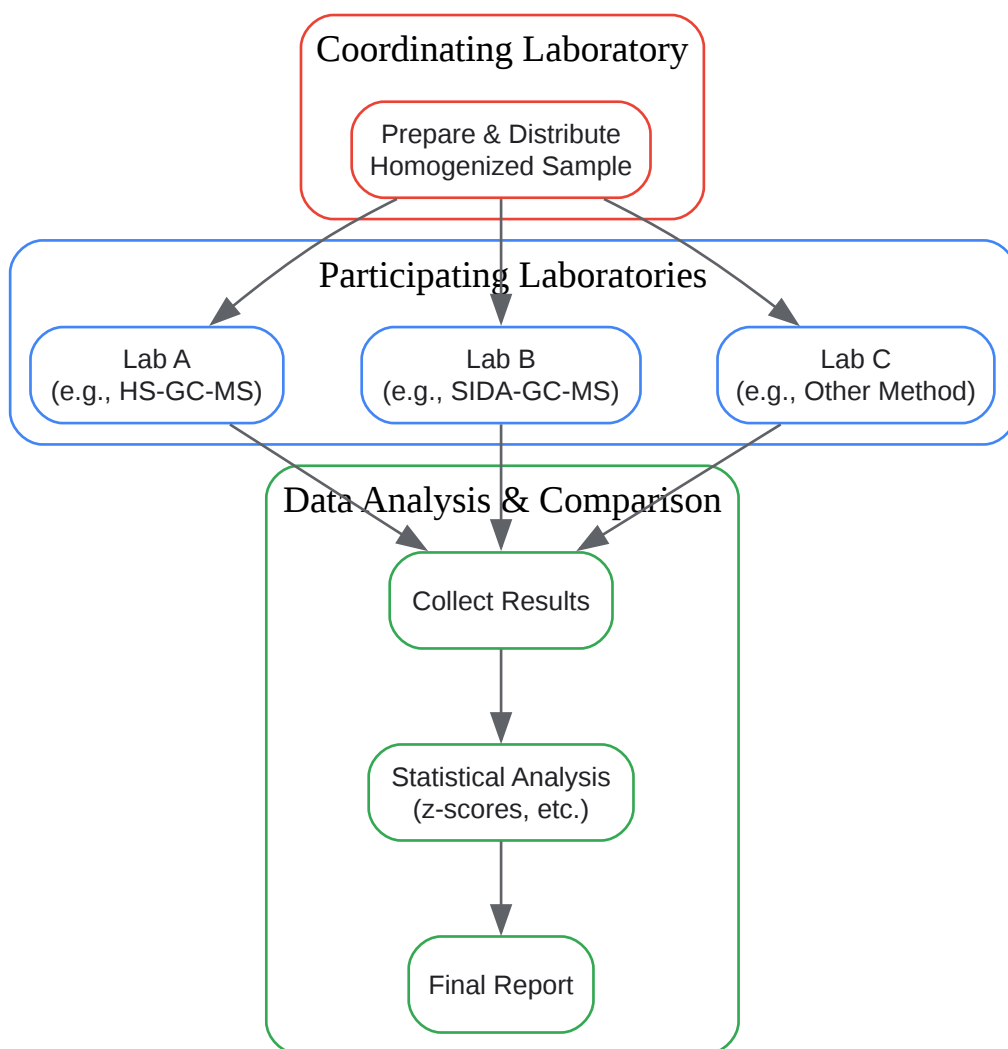 Coordinating Laboratory
Prepare & Distribute
Homogenized Sample
Participating Laboratories
Lab A
(e.g., HS-GC-MS)
Lab B
(e.g., SIDA-GC-MS)
Lab C
(e.g., Other Method)
Data Analysis & Comparison
Collect Results
Statistical Analysis
(z-scores, etc.)
Final Report